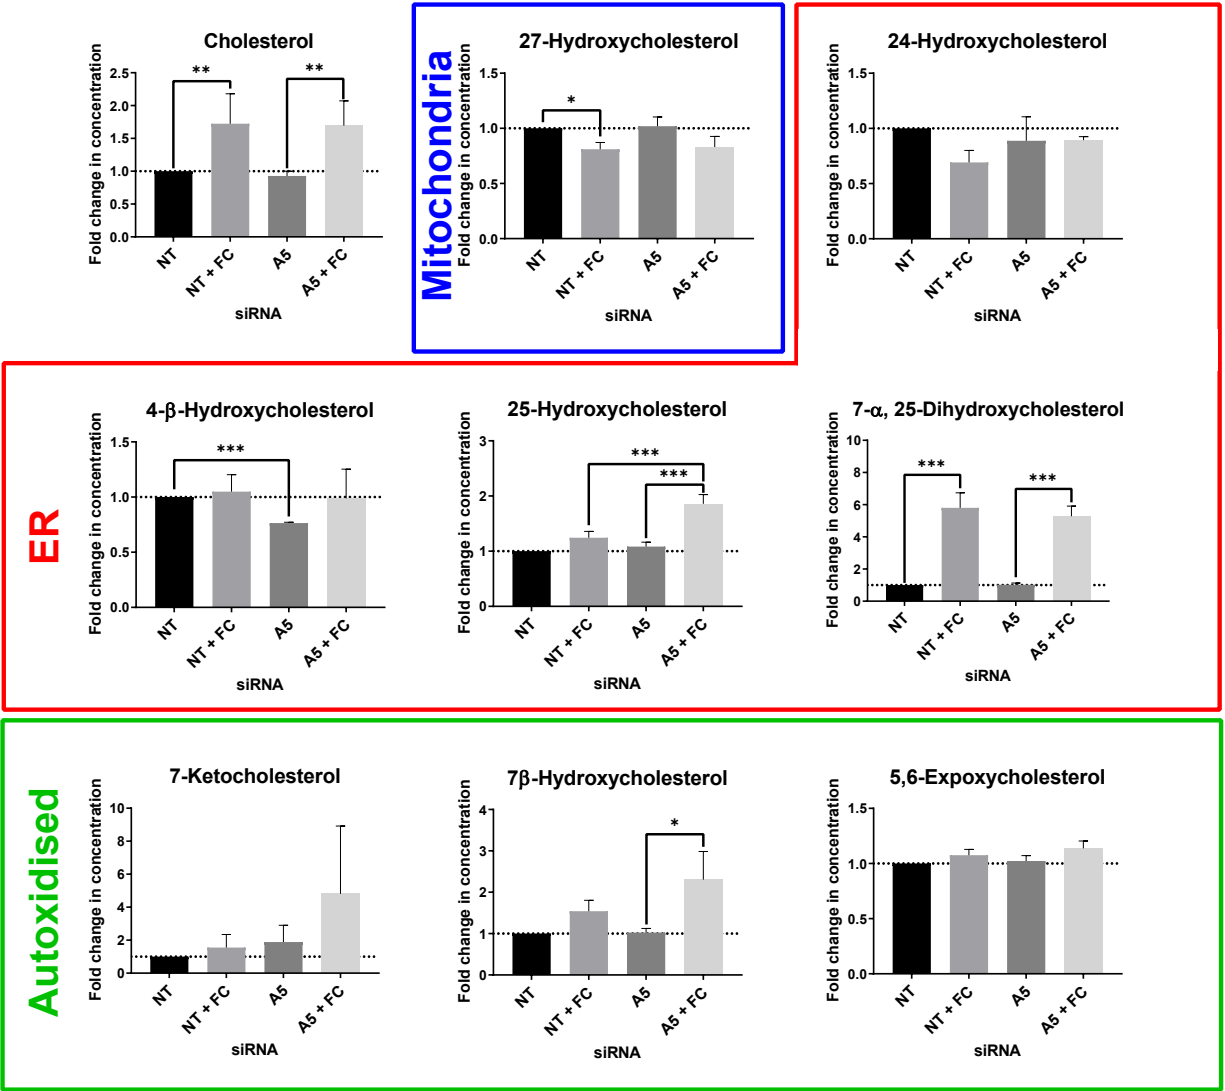 Cholesterol
Fold change in concentration
2.5
2.0
1.5
1.0
0.5
0.0
**
**
NT
NT + FC
A5
A5 + FC
siRNA
Mitochondria
27-Hydroxycholesterol
Fold change in concentration
1.5
1.0
0.5
0.0
*
NT
NT + FC
A5
A5 + FC
siRNA
24-Hydroxycholesterol
Fold change in concentration
1.5
1.0
0.5
0.0
NT
NT + FC
A5
A5 + FC
siRNA
ER
4-β-Hydroxycholesterol
Fold change in concentration
1.5
1.0
0.5
0.0
***
NT
NT + FC
A5
A5 + FC
siRNA
25-Hydroxycholesterol
Fold change in concentration
3
2
1
0
***
***
NT
NT + FC
A5
A5 + FC
siRNA
7-α, 25-Dihydroxycholesterol
Fold change in concentration
10
8
6
4
2
0
***
***
NT
NT + FC
A5
A5 + FC
siRNA
Autoxidised
7-Ketocholesterol
Fold change in concentration
10
8
6
4
2
0
NT
NT + FC
A5
A5 + FC
siRNA
7β-Hydroxycholesterol
Fold change in concentration
4
3
2
1
0
*
NT
NT + FC
A5
A5 + FC
siRNA
5,6-Expoxycholesterol
Fold change in concentration
1.5
1.0
0.5
0.0
NT
NT + FC
A5
A5 + FC
siRNA